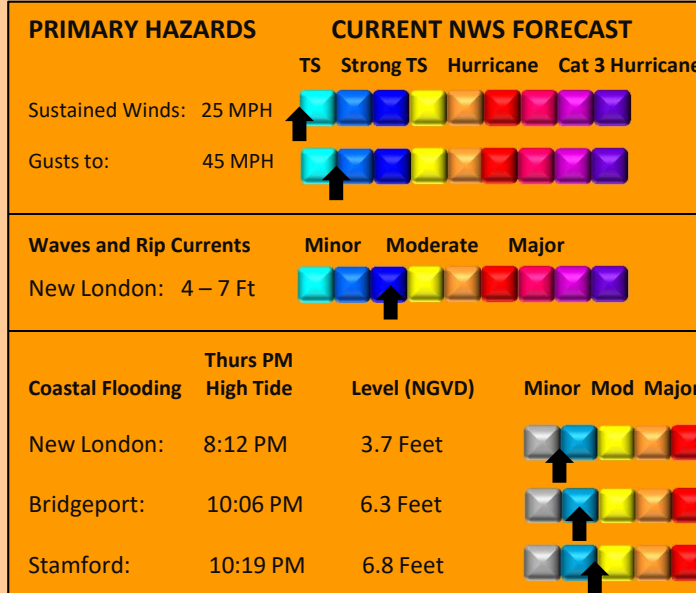 PRIMARY HAZARDS CURRENT NWS FORECAST
TS Strong TS Hurricane Cat 3 Hurricane
Sustained Winds: 25 MPH
Gusts to: 45 MPH
Waves and Rip Currents Minor Moderate Major
New London: 4 – 7 Ft
Thurs PM
Coastal Flooding High Tide Level (NGVD) Minor Mod Major
New London: 8:12 PM 3.7 Feet
Bridgeport: 10:06 PM 6.3 Feet
Stamford: 10:19 PM 6.8 Feet